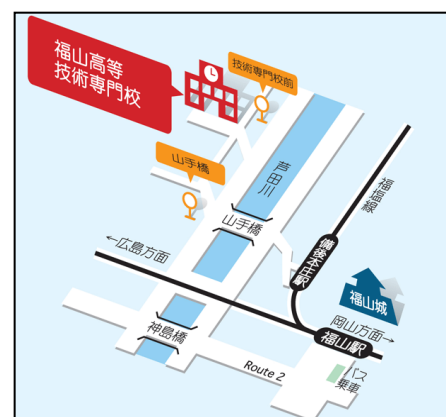 福山高等
技術専門校
技術専門校前
山手橋
芦田川
福塩線
山手橋
備後本庄駅
←広島方面
福山城
岡山方面→
福山駅
神島橋
Route 2
バス
乗車